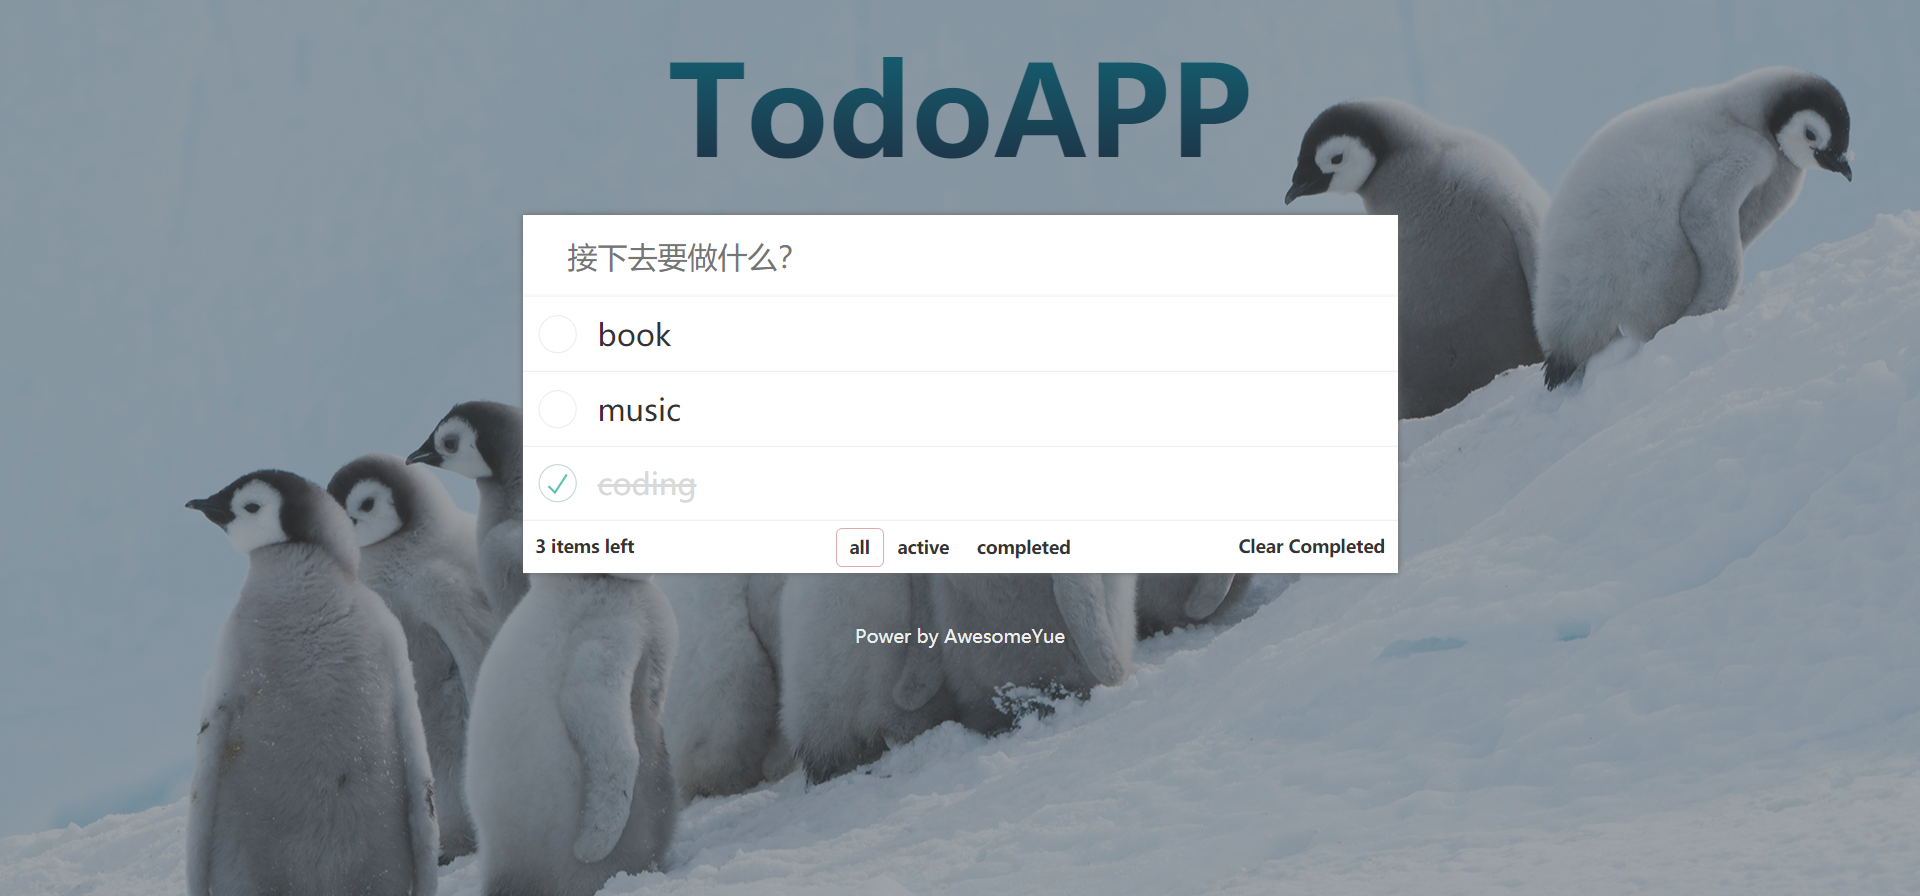 TodoAPP
接下去要做什么?
book
music
coding
3 items left
all
active
completed
Clear Completed
Power by AwesomeYue